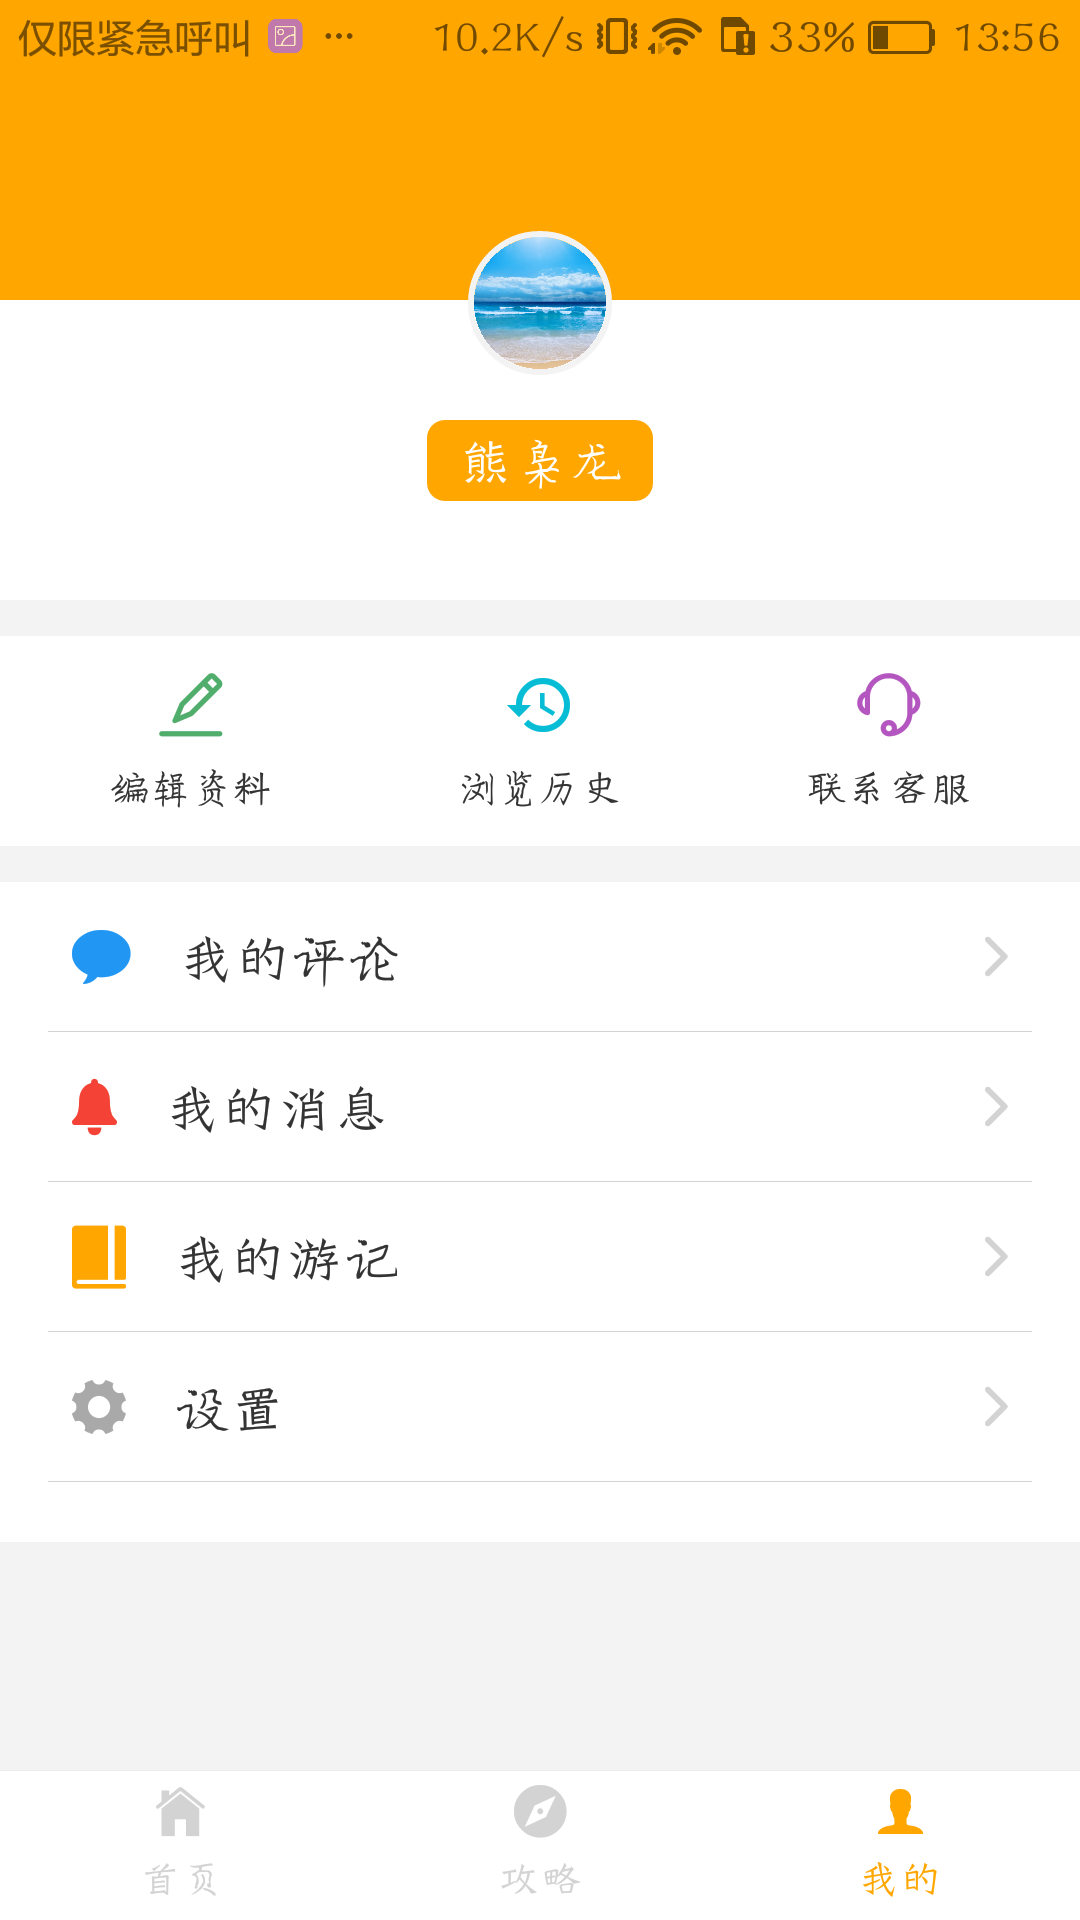 仅限紧急呼叫 ... 10.2K/s 33% 13:56
熊枭龙
编辑资料 浏览历史 联系客服
我的评论
我的消息
我的游记
设置
首页 攻略 我的